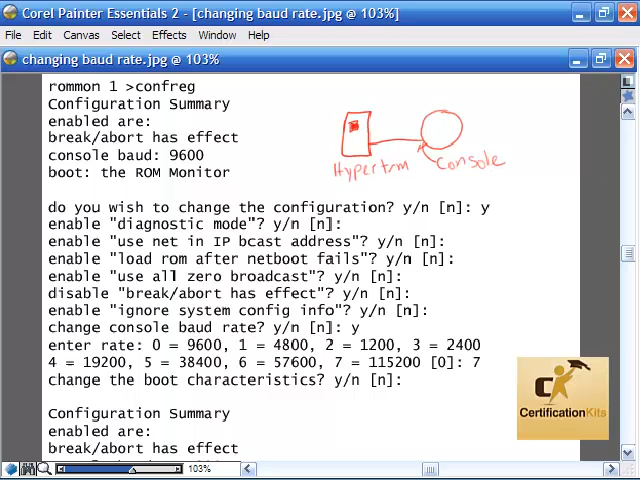 Corel Painter Essentials 2 - [changing baud rate.jpg @ 103%]
File Edit Canvas Select Effects Window Help
changing baud rate.jpg @ 103%
rommon 1 >confreg
Configuration Summary
enabled are:
break/abort has effect
console baud: 9600
boot: the ROM Monitor
Hypertrm Console
do you wish to change the configuration? y/n [n]: y
enable "diagnostic mode"? y/n [n]:
enable "use net in IP bcast address"? y/n [n]:
enable "load rom after netboot fails"? y/n [n]:
enable "use all zero broadcast"? y/n [n]:
disable "break/abort has effect"? y/n [n]:
enable "ignore system config info"? y/n [n]:
change console baud rate? y/n [n]: y
enter rate: 0 = 9600, 1 = 4800, 2 = 1200, 3 = 2400
4 = 19200, 5 = 38400, 6 = 57600, 7 = 115200 [0]: 7
change the boot characteristics? y/n [n]:
CK
CertificationKits
Configuration Summary
enabled are:
break/abort has effect
103%